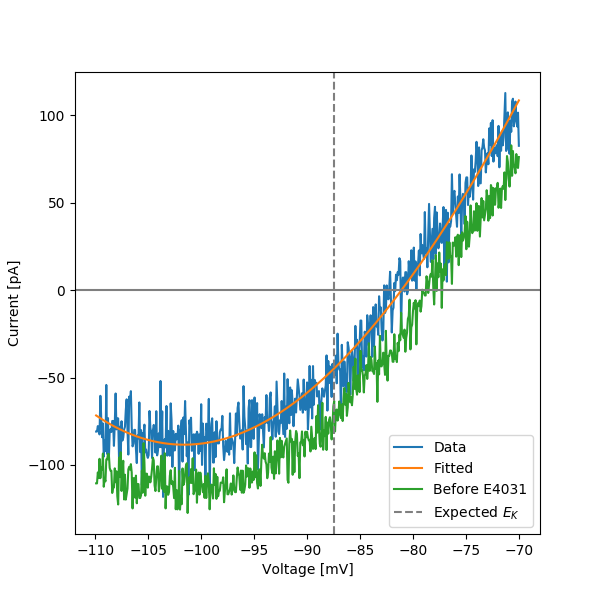 100
50
0
−50
−100
Current [pA]
−110 −105 −100 −95 −90 −85 −80 −75 −70
Voltage [mV]
Data
Fitted
Before E4031
Expected E_K